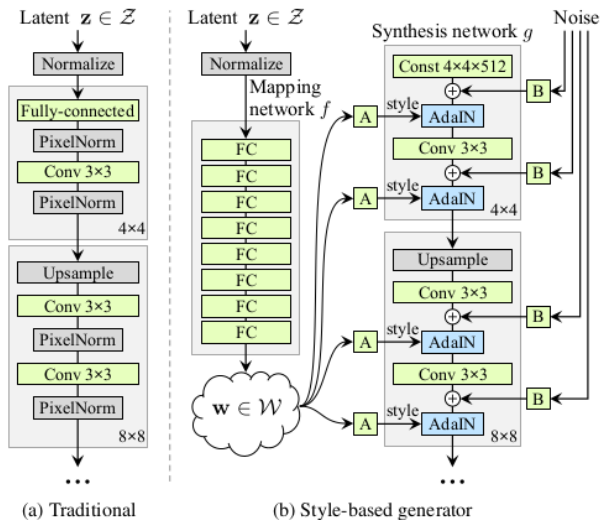 Latent z ∈ Z
Normalize
Fully-connected
PixelNorm
Conv 3×3
PixelNorm
4×4
Upsample
Conv 3×3
PixelNorm
Conv 3×3
PixelNorm
8×8
...
(a) Traditional
Latent z ∈ Z
Normalize
Mapping
network f
FC
FC
FC
FC
FC
FC
FC
FC
w ∈ W
A
style
A
style
A
style
A
style
Synthesis network g
Noise
Const 4×4×512
B
AdaIN
Conv 3×3
B
AdaIN
4×4
Upsample
Conv 3×3
B
AdaIN
Conv 3×3
B
AdaIN
8×8
...
(b) Style-based generator